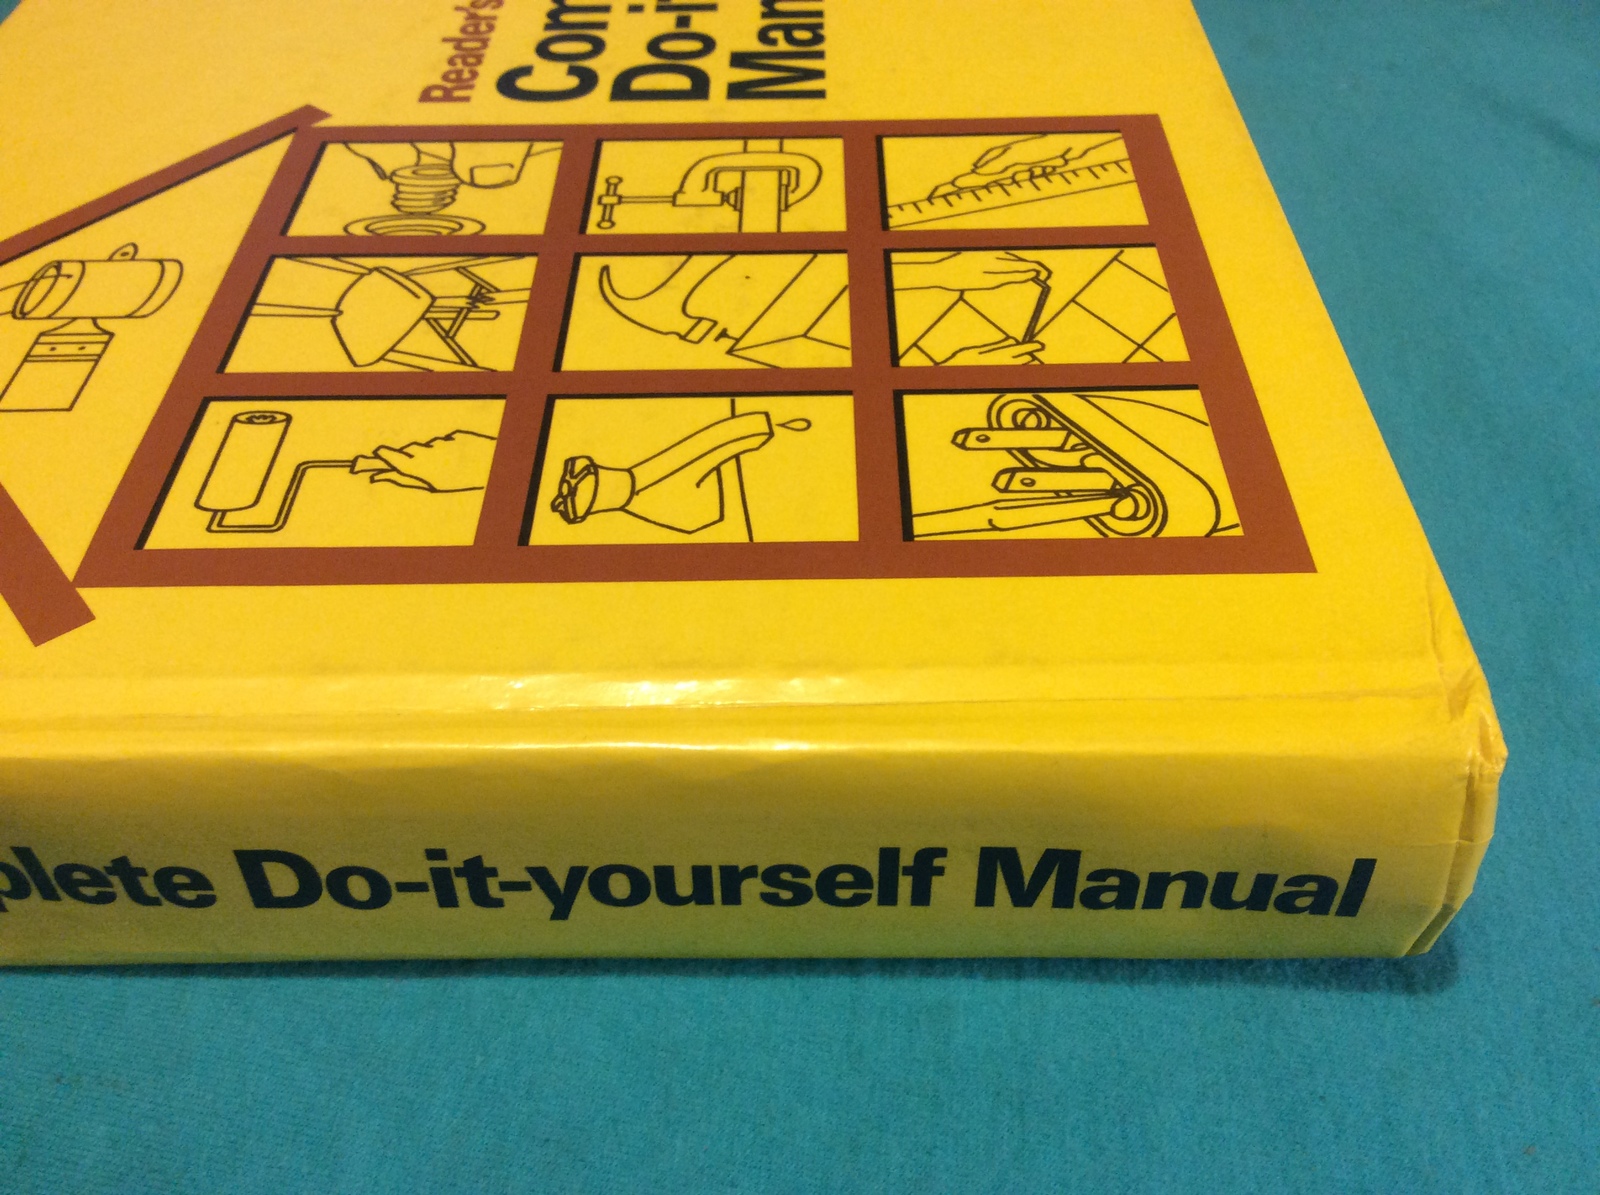 Reader's
Com
Do-i
Man
plete Do-it-yourself Manual